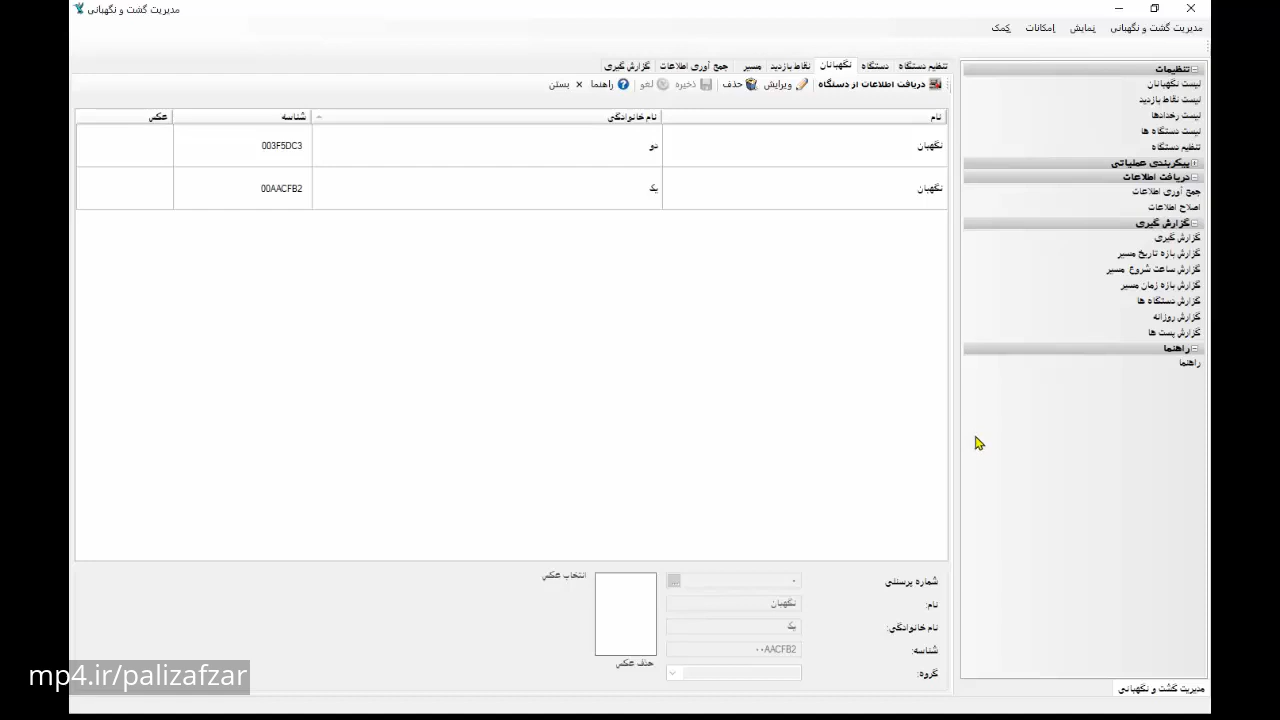 مدیریت گشت و نگهبانی
مدیریت گشت و نگهبانی نمایش امکانات کمک
تنظیم دستگاه دستگاه نگهبانان نقاط بازدید مسیر جمع آوری اطلاعات گزارش گیری
دریافت اطلاعات از دستگاه ویرایش حذف ذخیره لغو راهنما بستن
نام نام خانوادگی شناسه عکس
نگهبان دو 003F5DC3
نگهبان یک 00AACFB2
تنظیمات
لیست نگهبانان
لیست نقاط بازدید
لیست رخدادها
لیست دستگاه ها
تنظیم دستگاه
پیکربندی عملیاتی
دریافت اطلاعات
جمع آوری اطلاعات
اصلاح اطلاعات
گزارش گیری
گزارش گیری
گزارش بازه تاریخ مسیر
گزارش ساعت شروع مسیر
گزارش بازه زمان مسیر
گزارش دستگاه ها
گزارش روزانه
گزارش پست ها
راهنما
راهنما
شماره پرسنلی ۰ انتخاب عکس
نام: نگهبان
نام خانوادگی: یک
شناسه: ۰۰AACFB2
حذف عکس
گروه:
مدیریت گشت و نگهبانی
mp4.ir/palizafzar